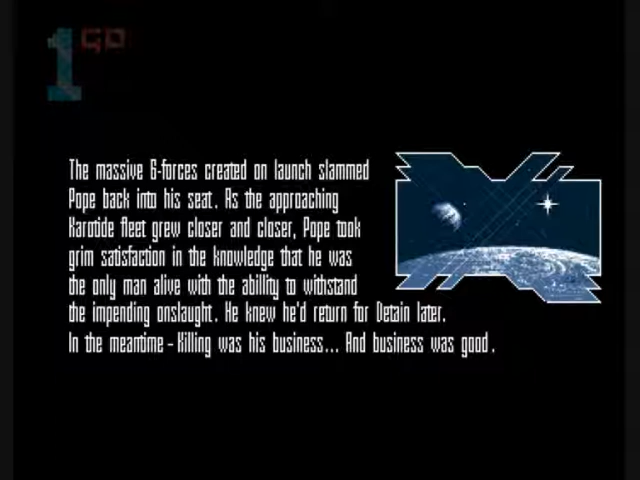 1
The massive G-forces created on launch slammed
Pope back into his seat. As the approaching
Karotide fleet grew closer and closer, Pope took
grim satisfaction in the knowledge that he was
the only man alive with the abillity to withstand
the impending onslaught. He knew he'd return for Detain later.
In the meantime - Killing was his business... And business was good.